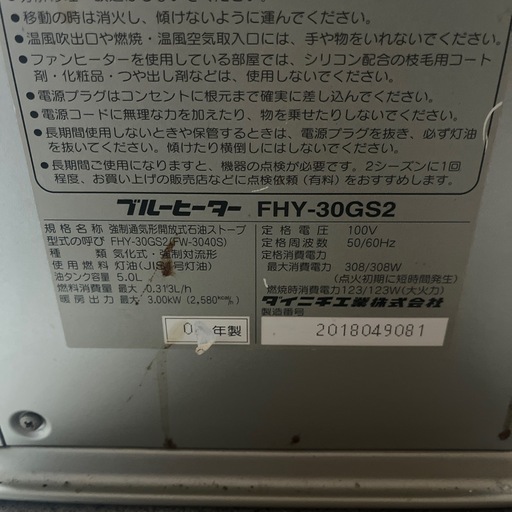 ●移動の時は消火し、傾けないように運んでください。
●温風吹出口や燃焼・温風空気取入口には、手や物をいれないでください。
●ファンヒーターを使用している部屋では、シリコン配合の枝毛用コート
剤・化粧品・つや出し剤などは、使用しないでください。
●電源プラグはコンセントに根元まで確実に差し込んでください。
●電源コードに無理な力を加えたり、物を乗せたりしないでください。
●長期間使用しないときや保管するときは、電源プラグを抜き、必ず灯油
を抜いてください。傾けたり横倒しにはしないでください。
●長期間ご使用になりますと、機器の点検が必要です。2シーズンに1回
程度、お買い上げの販売店などに点検依頼(有料)をおすすめします。
ブルーヒーター FHY-30GS2
規格名称 強制通気形開放式石油ストーブ
型式の呼び FHY-30GS2(FW-3040S)
種類 気化式・強制対流形
使用燃料 灯油(JIS1号灯油)
油タンク容量 5.0L
燃料消費量 最大 0.313L/h
暖房出力 最大 3.00kW(2,580kcal/h)
0 年製
定格電圧 100V
定格周波数 50/60Hz
定格消費電力
最大消費電力 308/308W
(点火初期に短時間発生)
燃焼時消費電力 123/123W(大火力)
ダイニチ工業株式会社
製造番号 2018049081